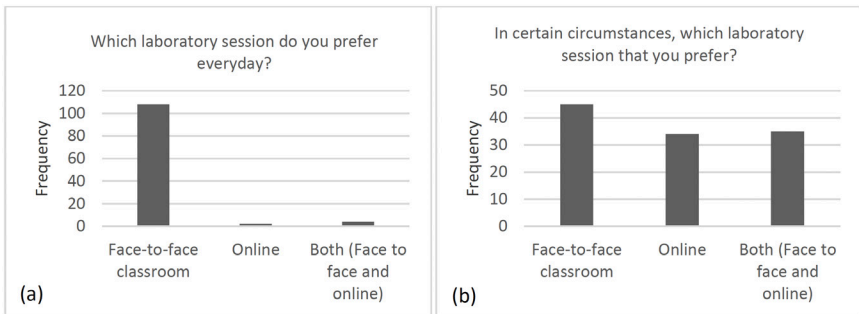 Which laboratory session do you prefer
everyday?
120
100
80
60
40
20
0
Frequency
Face-to-face
classroom
Online
Both (Face to
face and
online)
(a)
In certain circumstances, which laboratory
session that you prefer?
50
40
30
20
10
0
Frequency
Face-to-face
classroom
Online
Both (Face to
face and
online)
(b)